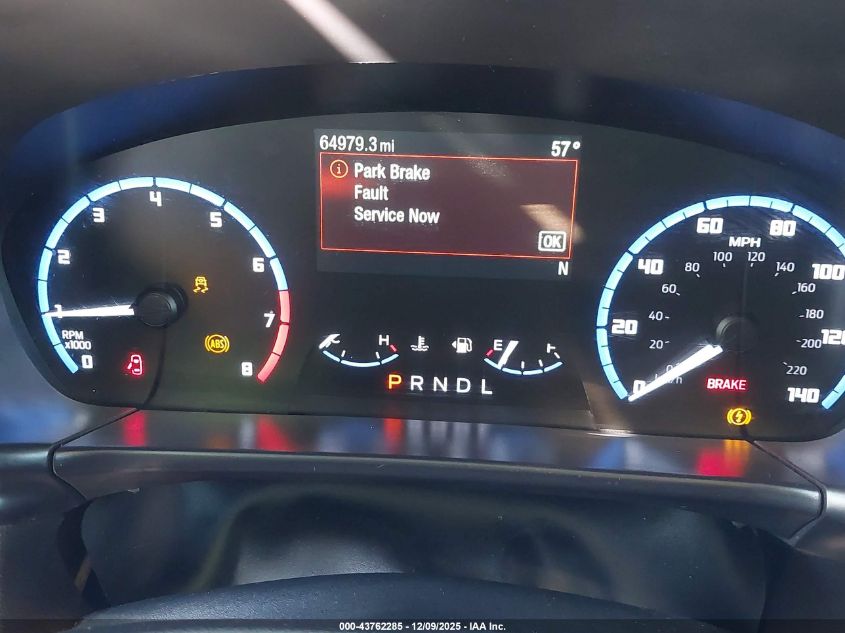 64979.3 mi 57°
Park Brake
Fault
Service Now
OK
N
0 1 2 3 4 5 6 7 8
RPM
x1000
ABS
H
E
P R N D L
0 20 40 60 80 100 120 140
MPH
20 40 60 80 100 120 140 160 180 200 220
BRAKE
000-43762285 - 12/09/2025 - IAA Inc.